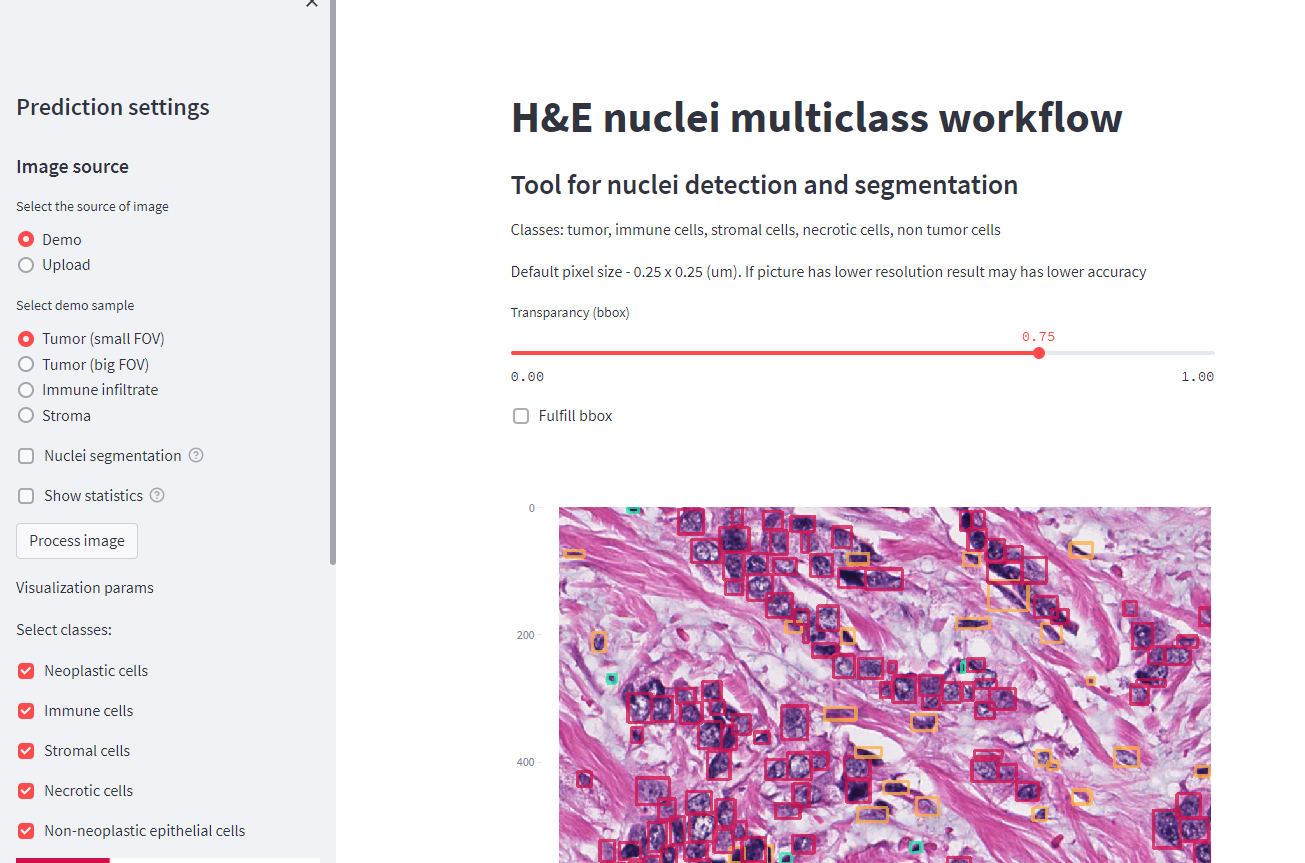 Prediction settings
Image source
Select the source of image
Demo
Upload
Select demo sample
Tumor (small FOV)
Tumor (big FOV)
Immune infiltrate
Stroma
Nuclei segmentation
Show statistics
Process image
Visualization params
Select classes:
Neoplastic cells
Immune cells
Stromal cells
Necrotic cells
Non-neoplastic epithelial cells
H&E nuclei multiclass workflow
Tool for nuclei detection and segmentation
Classes: tumor, immune cells, stromal cells, necrotic cells, non tumor cells
Default pixel size - 0.25 x 0.25 (um). If picture has lower resolution result may has lower accuracy
Transparancy (bbox)
0.75
0.00 1.00
Fulfill bbox
0
200
400